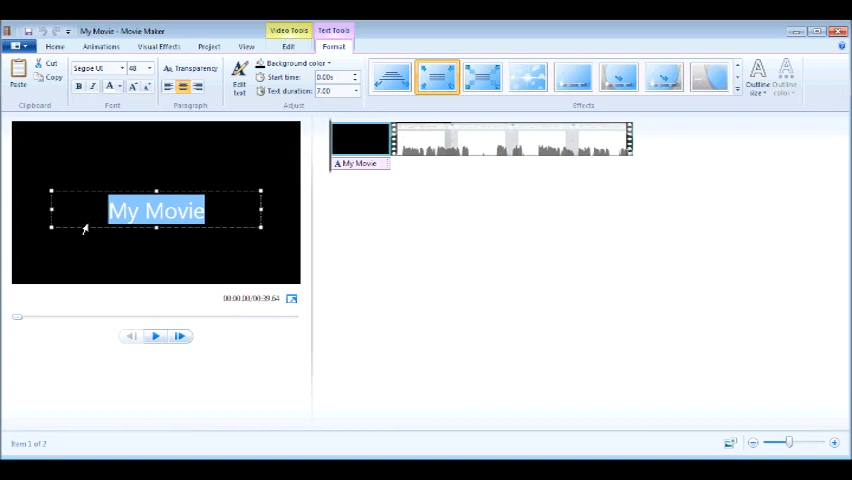 My Movie - Movie Maker
Video Tools
Text Tools
Home
Animations
Visual Effects
Project
View
Edit
Format
Paste
Cut
Copy
Clipboard
Segoe UI
48
B
I
A
A
A
Font
Transparency
Paragraph
Edit text
Background color
Start time: 0.00s
Text duration: 7.00
Adjust
Effects
Outline size
Outline color
My Movie
A My Movie
00:00.00/00:39.64
Item 1 of 2